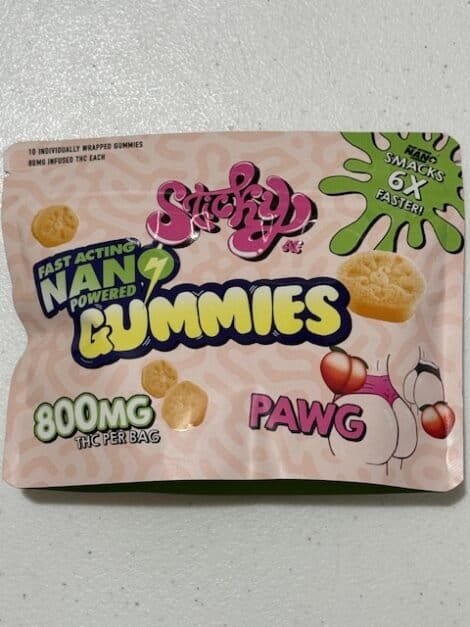 10 INDIVIDUALLY WRAPPED GUMMIES
80MG INFUSED THC EACH
NANO
SMACKS
6X
FASTER!
Sticky
AF
FAST ACTING
NANO
POWERED
GUMMIES
800MG
THC PER BAG
PAWG